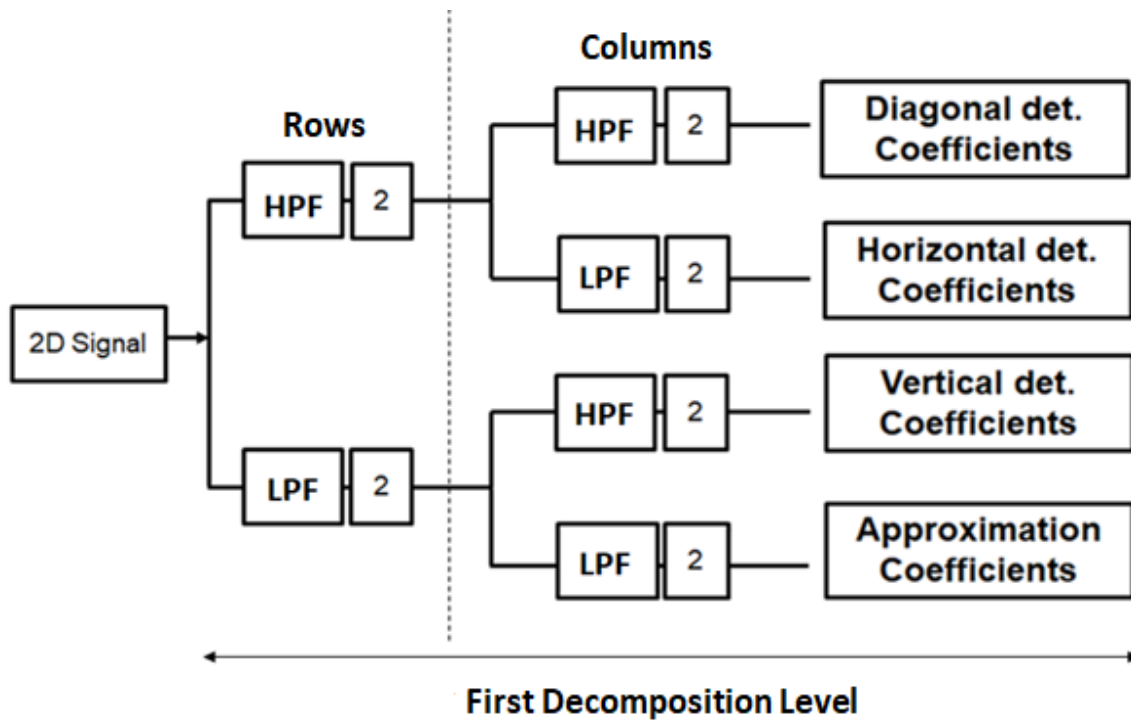 Columns
Rows
HPF 2
Diagonal det.
Coefficients
HPF 2
LPF 2
Horizontal det.
Coefficients
2D Signal
HPF 2
Vertical det.
Coefficients
LPF 2
LPF 2
Approximation
Coefficients
First Decomposition Level